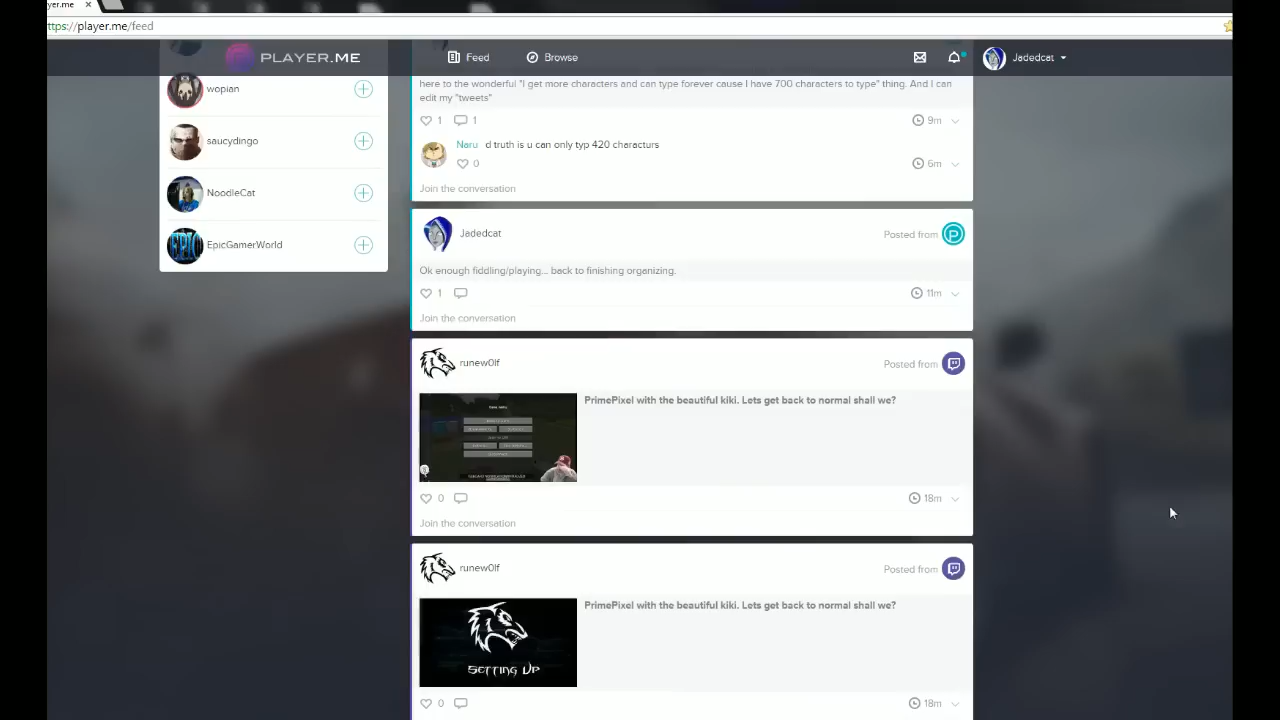 yer.me
ttps://player.me/feed
PLAYER.ME
Feed
Browse
Jadedcat
wopian
saucydingo
NoodleCat
EpicGamerWorld
EPIC
here to the wonderful "I get more characters and can type forever cause I have 700 characters to type" thing. And I can
edit my "tweets"
1
1
9m
Naru d truth is u can only typ 420 characturs
0
6m
Join the conversation
Jadedcat
Posted from
Ok enough fiddling/playing... back to finishing organizing.
1
11m
Join the conversation
runew0lf
Posted from
PrimePixel with the beautiful kiki. Lets get back to normal shall we?
0
18m
Join the conversation
runew0lf
Posted from
PrimePixel with the beautiful kiki. Lets get back to normal shall we?
SETTING UP
0
18m